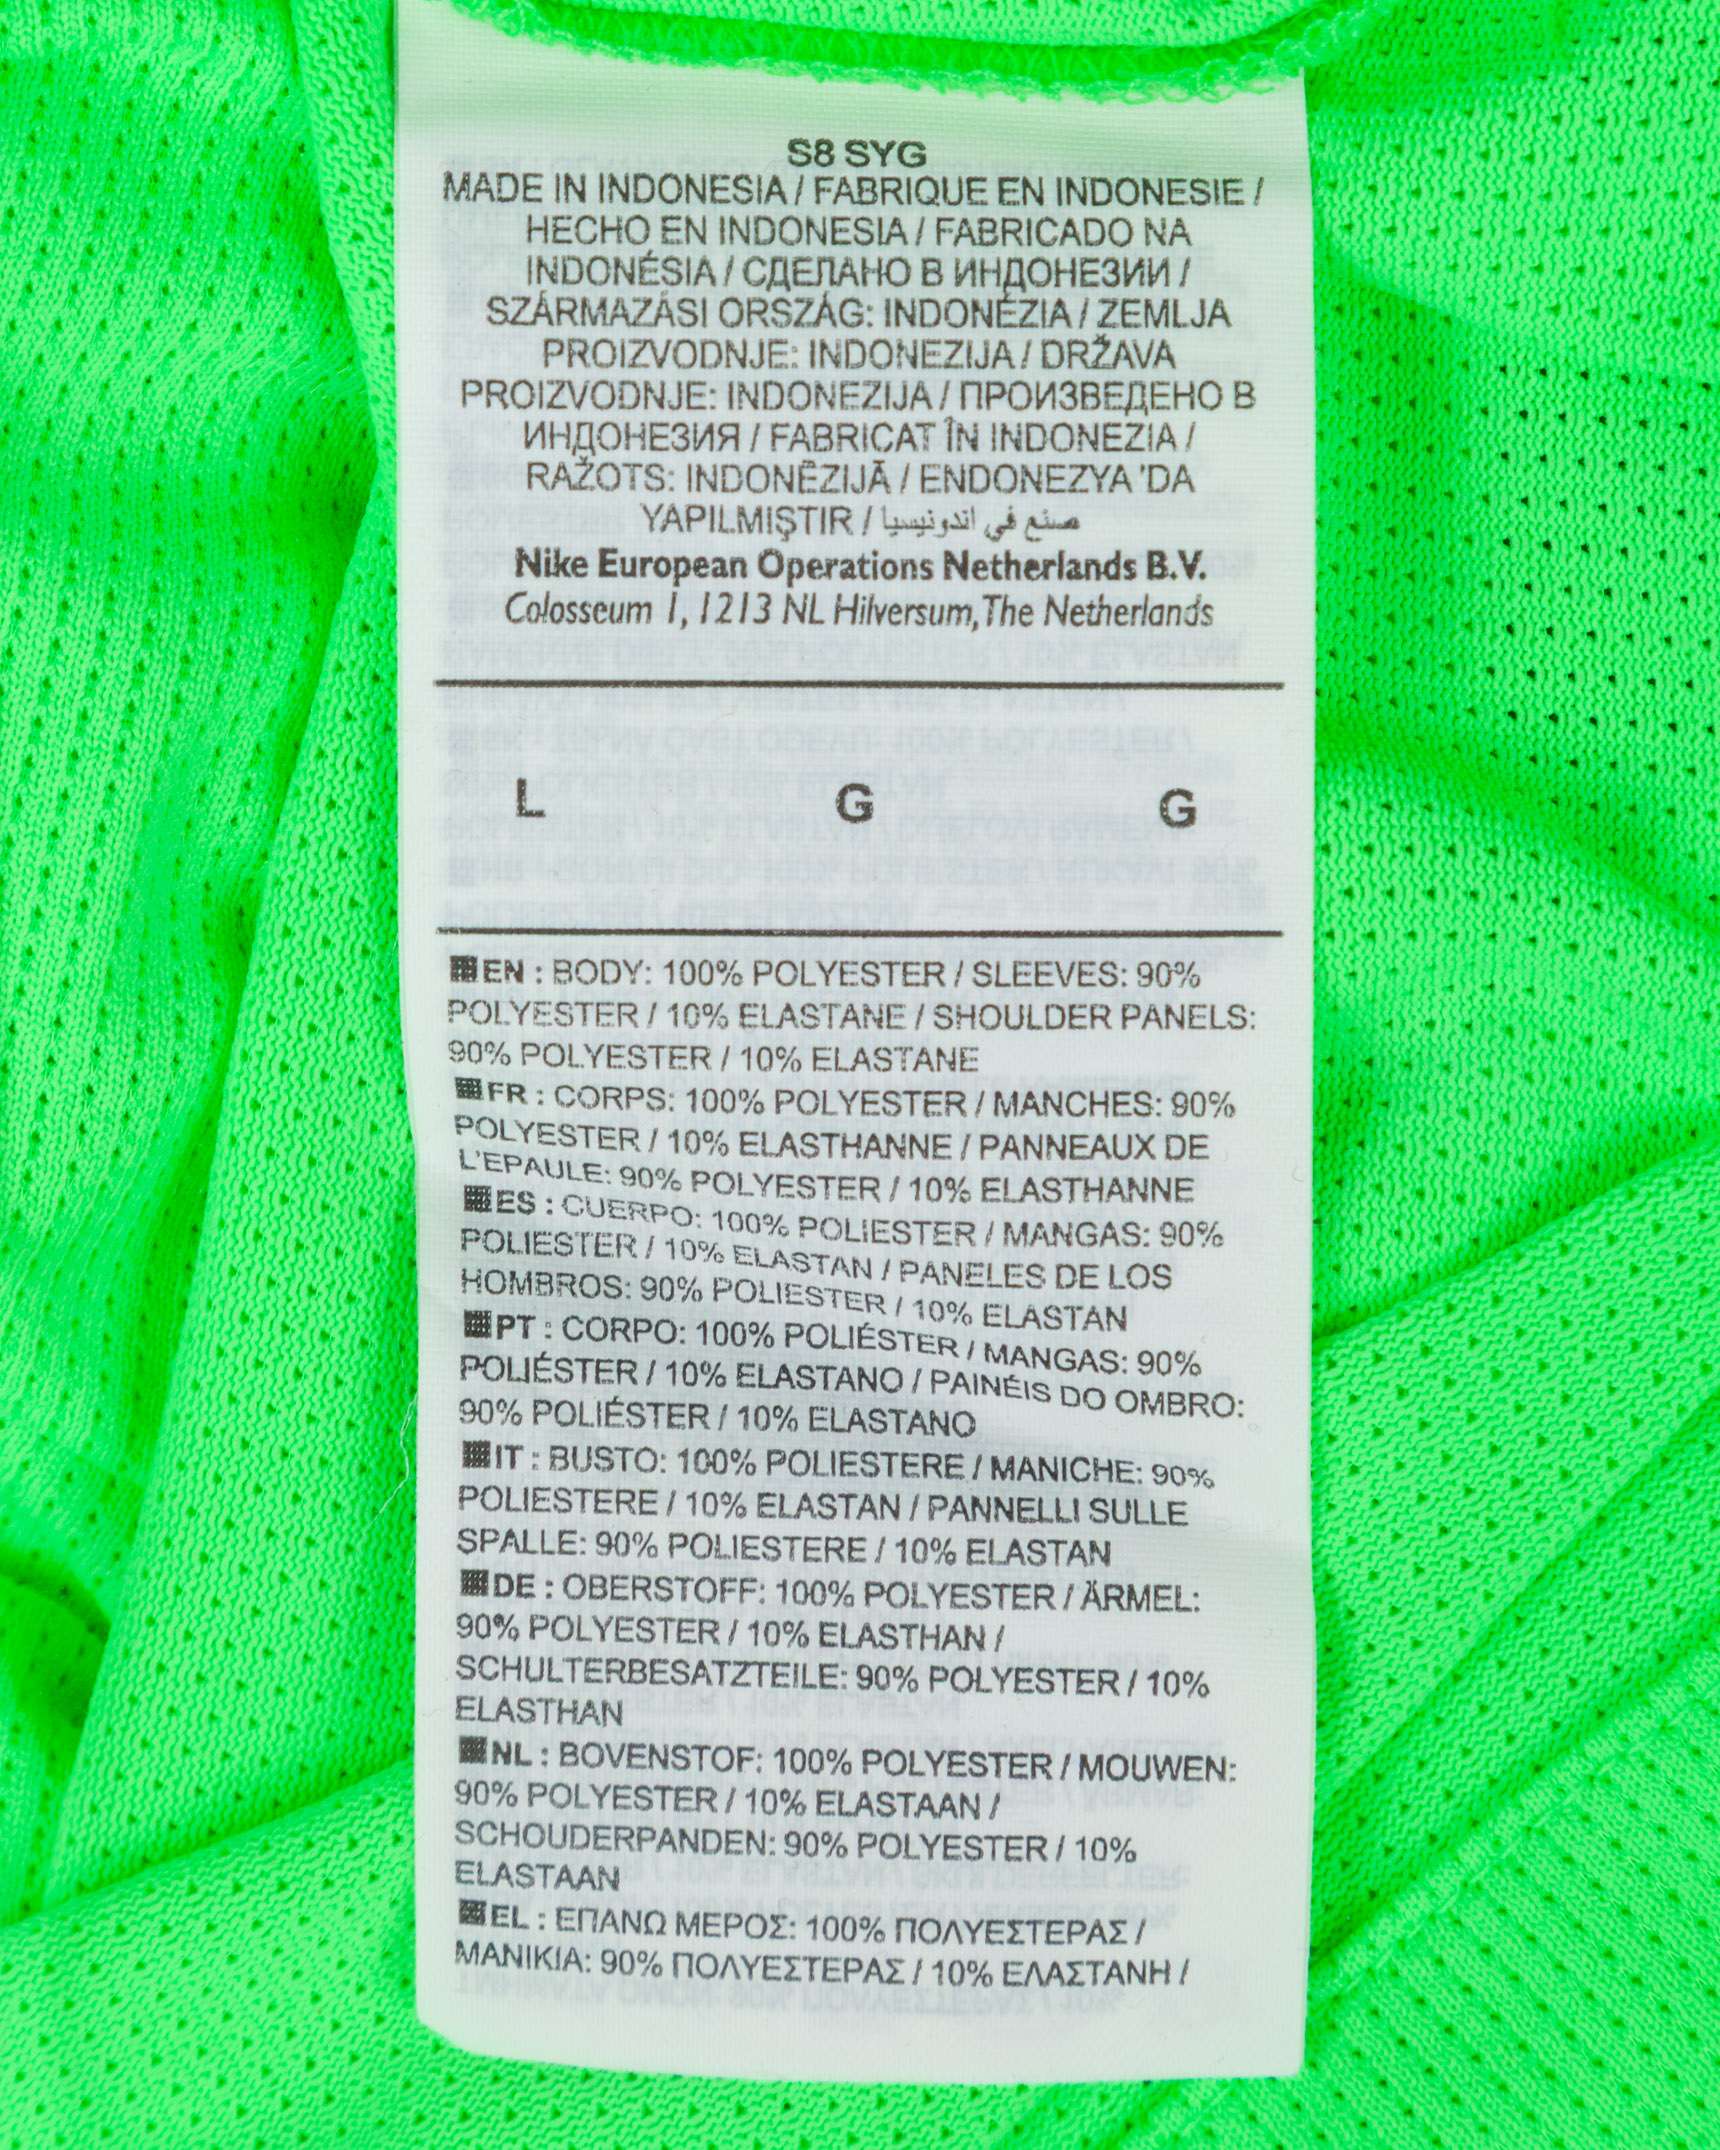 S8 SYG
MADE IN INDONESIA / FABRIQUE EN INDONESIE /
HECHO EN INDONESIA / FABRICADO NA
INDONÉSIA / СДЕЛАНО В ИНДОНЕЗИИ /
SZÁRMAZÁSI ORSZÁG: INDONÉZIA / ZEMLJA
PROIZVODNJE: INDONEZIJA / DRŽAVA
PROIZVODNJE: INDONEZIJA / ПРОИЗВЕДЕНО В
ИНДОНЕЗИЯ / FABRICAT ÎN INDONEZIA /
RAŽOTS: INDONĒZIJĀ / ENDONEZYA 'DA
YAPILMIŞTIR / صنع في اندونيسيا
Nike European Operations Netherlands B.V.
Colosseum 1, 1213 NL Hilversum, The Netherlands
L G G
EN : BODY: 100% POLYESTER / SLEEVES: 90%
POLYESTER / 10% ELASTANE / SHOULDER PANELS:
90% POLYESTER / 10% ELASTANE
FR : CORPS: 100% POLYESTER / MANCHES: 90%
POLYESTER / 10% ELASTHANNE / PANNEAUX DE
L'EPAULE: 90% POLYESTER / 10% ELASTHANNE
ES : CUERPO: 100% POLIESTER / MANGAS: 90%
POLIESTER / 10% ELASTAN / PANELES DE LOS
HOMBROS: 90% POLIESTER / 10% ELASTAN
PT : CORPO: 100% POLIÉSTER / MANGAS: 90%
POLIÉSTER / 10% ELASTANO / PAINÉIS DO OMBRO:
90% POLIÉSTER / 10% ELASTANO
IT : BUSTO: 100% POLIESTERE / MANICHE: 90%
POLIESTERE / 10% ELASTAN / PANNELLI SULLE
SPALLE: 90% POLIESTERE / 10% ELASTAN
DE : OBERSTOFF: 100% POLYESTER / ÄRMEL:
90% POLYESTER / 10% ELASTHAN /
SCHULTERBESATZTEILE: 90% POLYESTER / 10%
ELASTHAN
NL : BOVENSTOF: 100% POLYESTER / MOUWEN:
90% POLYESTER / 10% ELASTAAN /
SCHOUDERPANDEN: 90% POLYESTER / 10%
ELASTAAN
EL : ΕΠΑΝΩ ΜΕΡΟΣ: 100% ΠΟΛΥΕΣΤΕΡΑΣ /
ΜΑΝΙΚΙΑ: 90% ΠΟΛΥΕΣΤΕΡΑΣ / 10% ΕΛΑΣΤΑΝΗ /